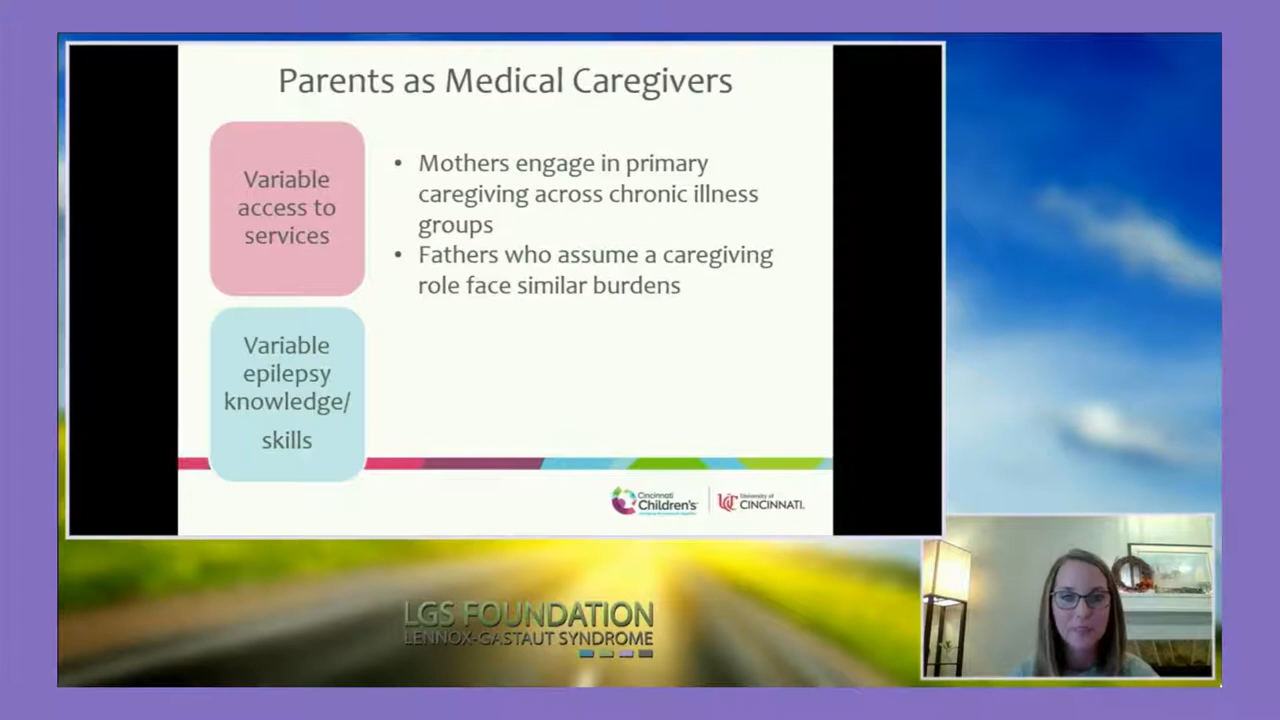 Parents as Medical Caregivers
Variable
access to
services
• Mothers engage in primary
caregiving across chronic illness
groups
• Fathers who assume a caregiving
role face similar burdens
Variable
epilepsy
knowledge/
skills
Cincinnati
Children's
University of
CINCINNATI.
LGS FOUNDATION
LENNOX-GASTAUT SYNDROME